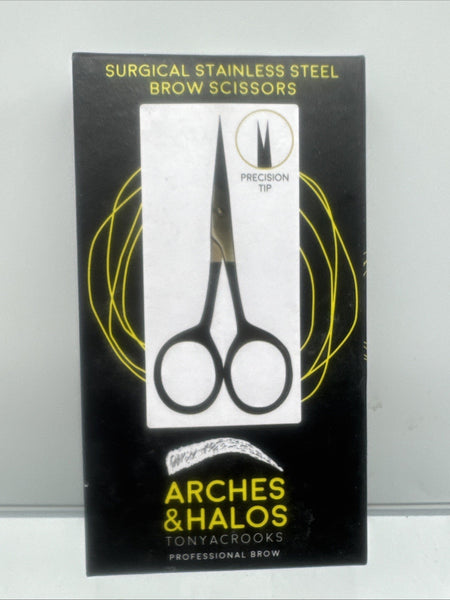 SURGICAL STAINLESS STEEL
BROW SCISSORS
PRECISION
TIP
ARCHES
&HALOS
TONYACROOKS
PROFESSIONAL BROW